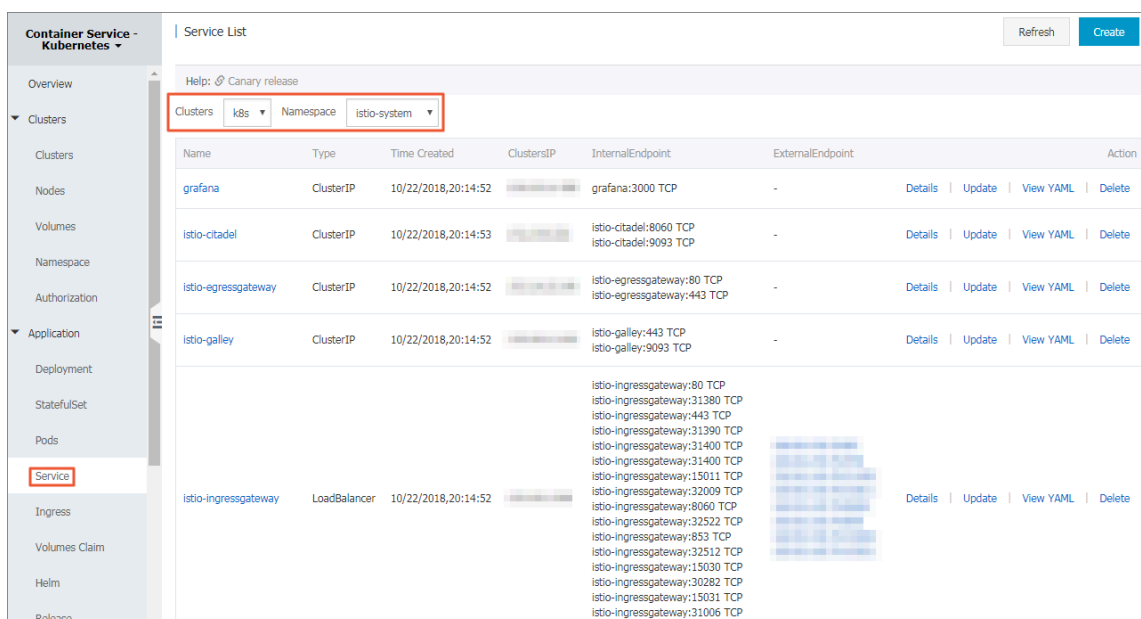 Container Service -
Kubernetes
Overview
Clusters
Clusters
Nodes
Volumes
Namespace
Authorization
Application
Deployment
StatefulSet
Pods
Service
Ingress
Volumes Claim
Helm
Release
Service List
Refresh
Create
Help: Canary release
Clusters k8s Namespace istio-system
Name Type Time Created ClustersIP InternalEndpoint ExternalEndpoint Action
grafana ClusterIP 10/22/2018,20:14:52 grafana:3000 TCP - Details Update View YAML Delete
istio-citadel ClusterIP 10/22/2018,20:14:53 istio-citadel:8060 TCP - Details Update View YAML Delete
istio-citadel:9093 TCP
istio-egressgateway ClusterIP 10/22/2018,20:14:52 istio-egressgateway:80 TCP - Details Update View YAML Delete
istio-egressgateway:443 TCP
istio-galley ClusterIP 10/22/2018,20:14:52 istio-galley:443 TCP - Details Update View YAML Delete
istio-galley:9093 TCP
istio-ingressgateway LoadBalancer 10/22/2018,20:14:52 Details Update View YAML Delete
istio-ingressgateway:80 TCP
istio-ingressgateway:31380 TCP
istio-ingressgateway:443 TCP
istio-ingressgateway:31390 TCP
istio-ingressgateway:31400 TCP
istio-ingressgateway:31400 TCP
istio-ingressgateway:15011 TCP
istio-ingressgateway:32009 TCP
istio-ingressgateway:8060 TCP
istio-ingressgateway:32522 TCP
istio-ingressgateway:853 TCP
istio-ingressgateway:32512 TCP
istio-ingressgateway:15030 TCP
istio-ingressgateway:30282 TCP
istio-ingressgateway:15031 TCP
istio-ingressgateway:31006 TCP